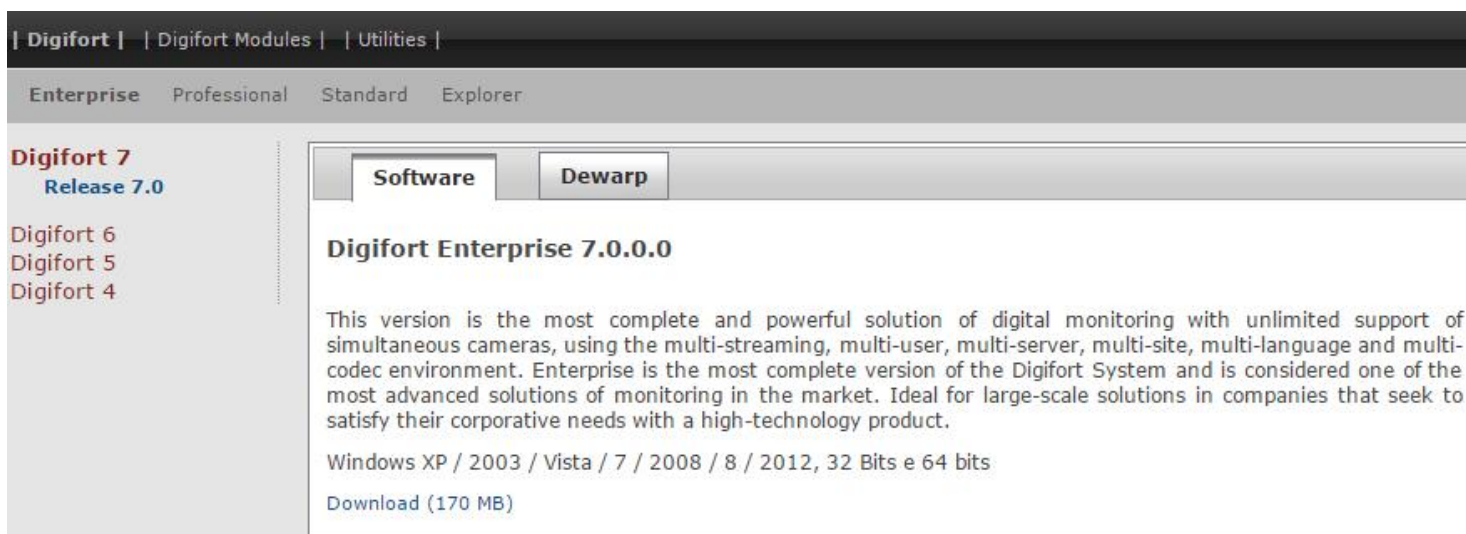 | Digifort | | Digifort Modules | | Utilities |
Enterprise Professional Standard Explorer
Digifort 7
Release 7.0
Digifort 6
Digifort 5
Digifort 4
Software Dewarp
Digifort Enterprise 7.0.0.0
This version is the most complete and powerful solution of digital monitoring with unlimited support of
simultaneous cameras, using the multi-streaming, multi-user, multi-server, multi-site, multi-language and multi-
codec environment. Enterprise is the most complete version of the Digifort System and is considered one of the
most advanced solutions of monitoring in the market. Ideal for large-scale solutions in companies that seek to
satisfy their corporative needs with a high-technology product.
Windows XP / 2003 / Vista / 7 / 2008 / 8 / 2012, 32 Bits e 64 bits
Download (170 MB)